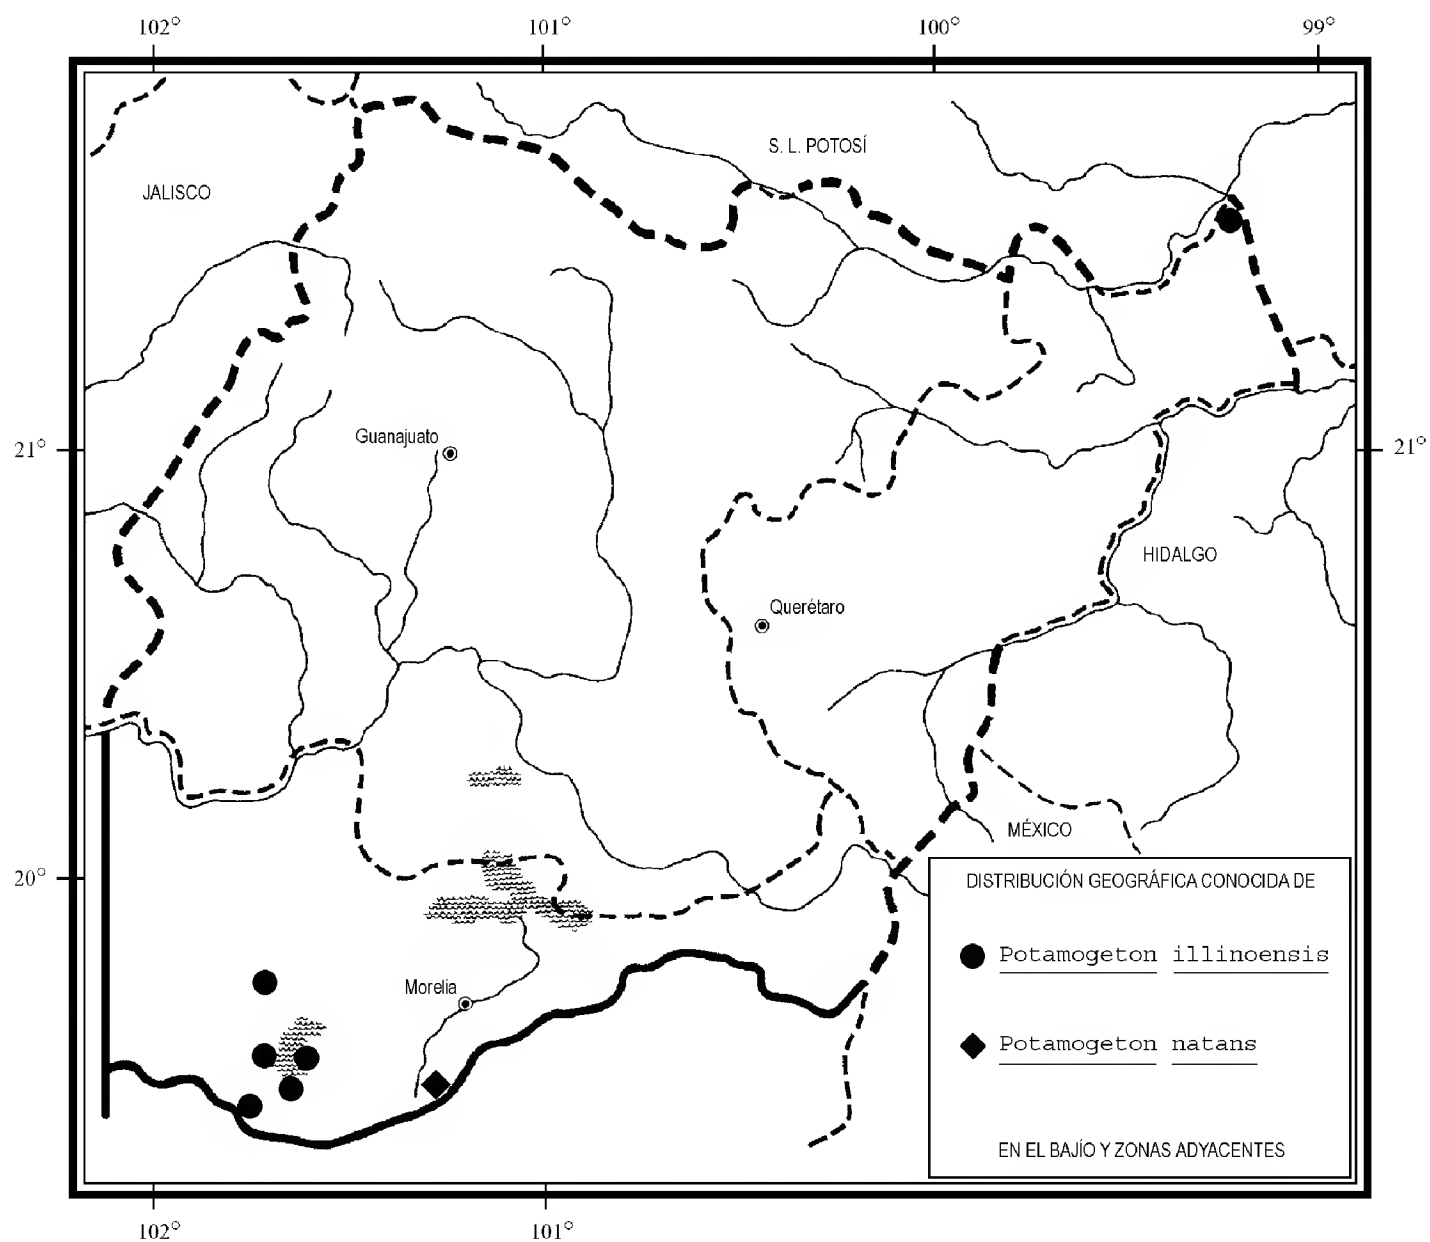 102° 101° 100° 99°
S. L. POTOSÍ
JALISCO
Guanajuato
21° 21°
HIDALGO
Querétaro
MÉXICO
20°
DISTRIBUCIÓN GEOGRÁFICA CONOCIDA DE
Potamogeton illinoensis
Morelia
Potamogeton natans
EN EL BAJÍO Y ZONAS ADYACENTES
102° 101°